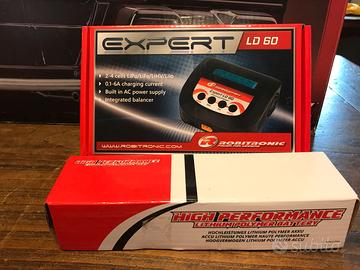 EXPERT LD 60
• 2-4 cells LiPo/LiFe/LiHV/LiIo
• 0.1-6A charging current
• Built in AC power supply
• Integrated balancer
WWW.ROBITRONIC.COM
ROBITRONIC
HIGH PERFORMANCE
LITHIUM POLYMER BATTERY
HOCHLEISTUNGS LITHIUM POLYMER AKKU
ACCU LITHIUM POLYMER HAUTE PERFORMANCE
HOOGVERMOGEN LITHIUM POLYMEER ACCU
subito